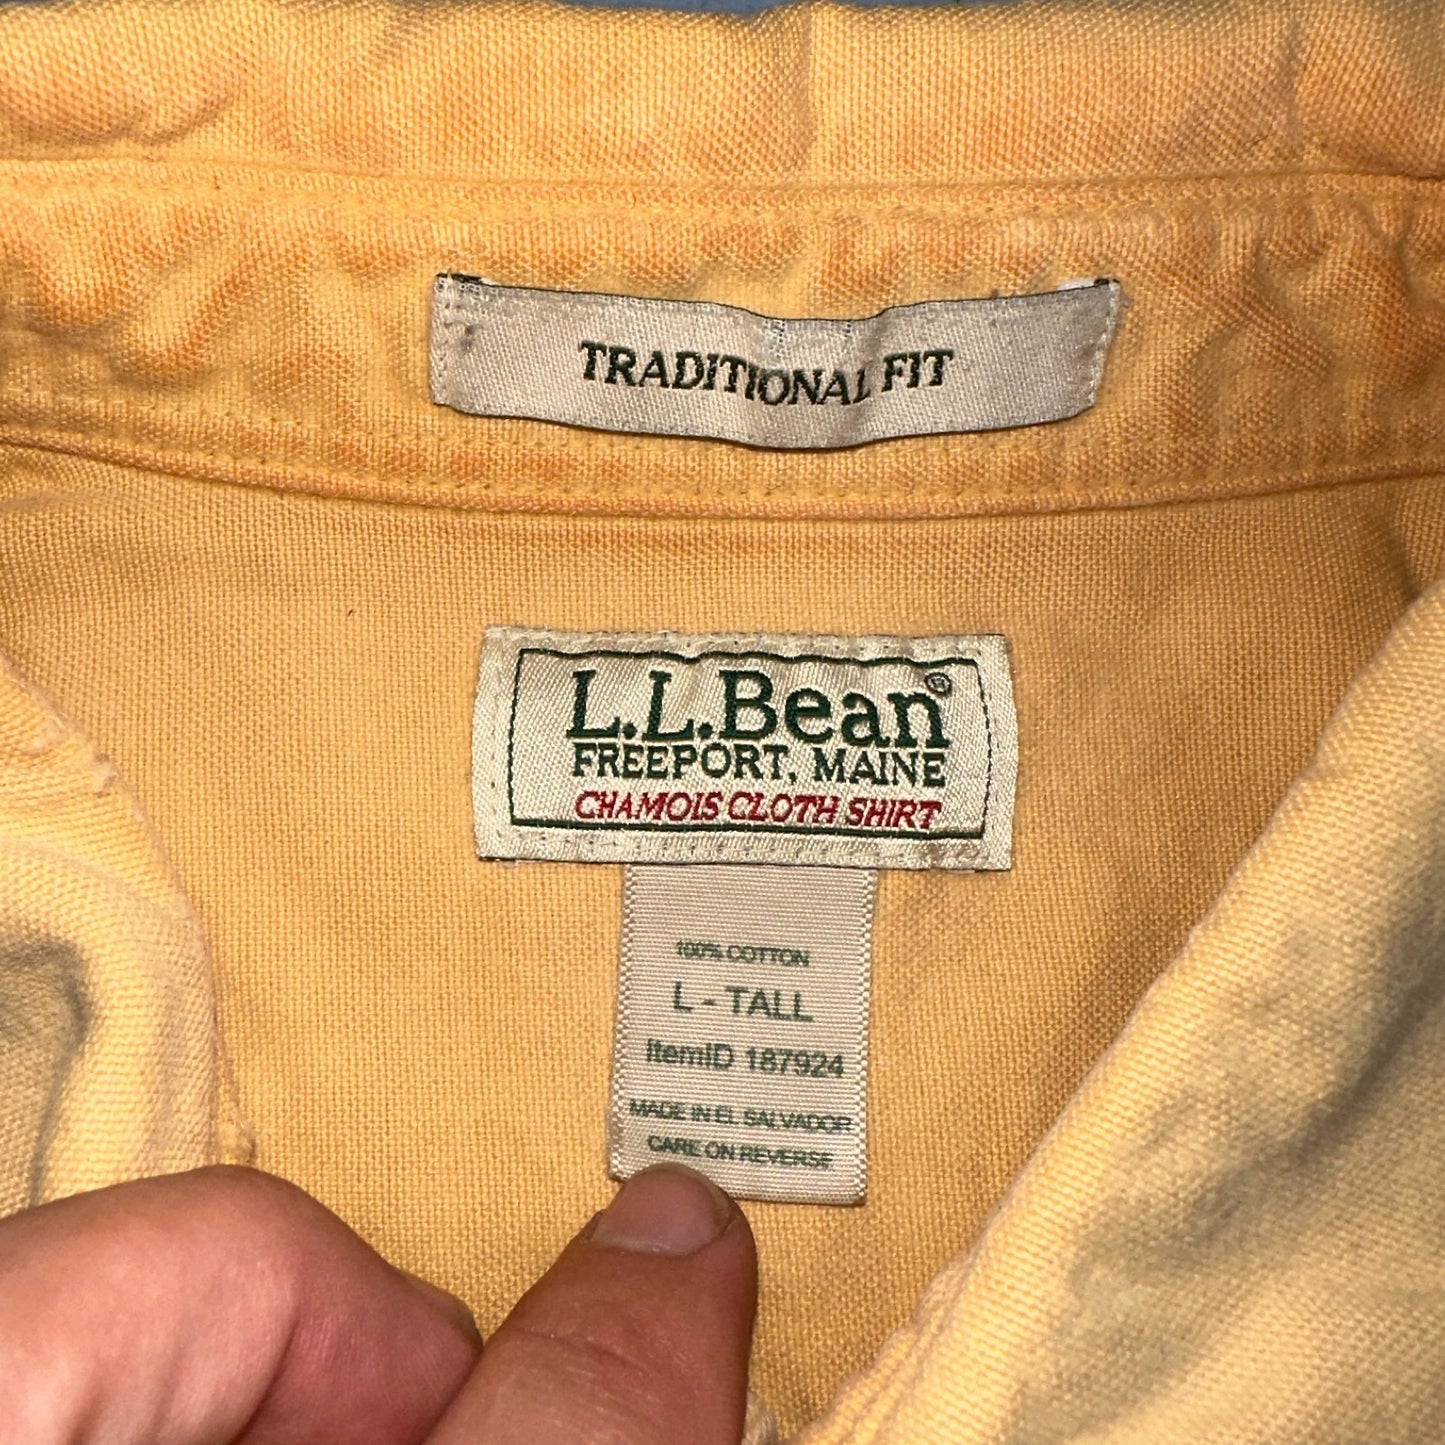 TRADITIONAL FIT
L.L.Bean®
FREEPORT, MAINE
CHAMOIS CLOTH SHIRT
100% COTTON
L - TALL
ItemID 187924
MADE IN EL SALVADOR
CARE ON REVERSE